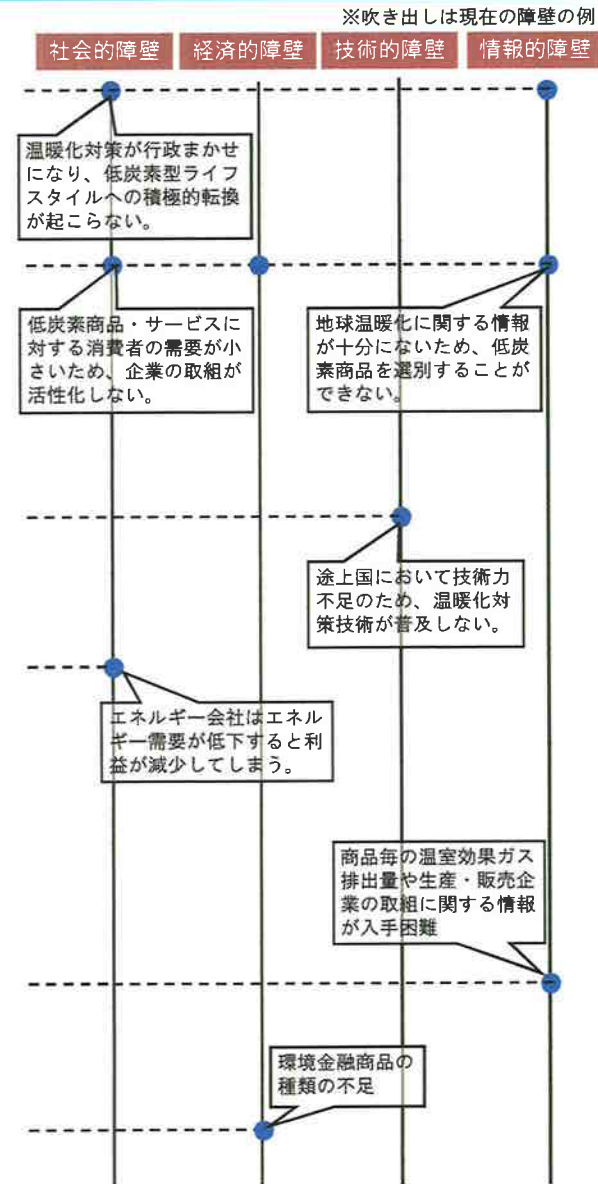 ※吹き出しは現在の障壁の例
社会的障壁
経済的障壁
技術的障壁
情報的障壁
温暖化対策が行政まかせ
になり、低炭素型ライフ
スタイルへの積極的転換
が起こらない。
低炭素商品・サービスに
対する消費者の需要が小
さいため、企業の取組が
活性化しない。
地球温暖化に関する情報
が十分にないため、低炭
素商品を選別することが
できない。
途上国において技術力
不足のため、温暖化対
策技術が普及しない。
エネルギー会社はエネル
ギー需要が低下すると利
益が減少してしまう。
商品毎の温室効果ガス
排出量や生産・販売企
業の取組に関する情報
が入手困難
環境金融商品の
種類の不足